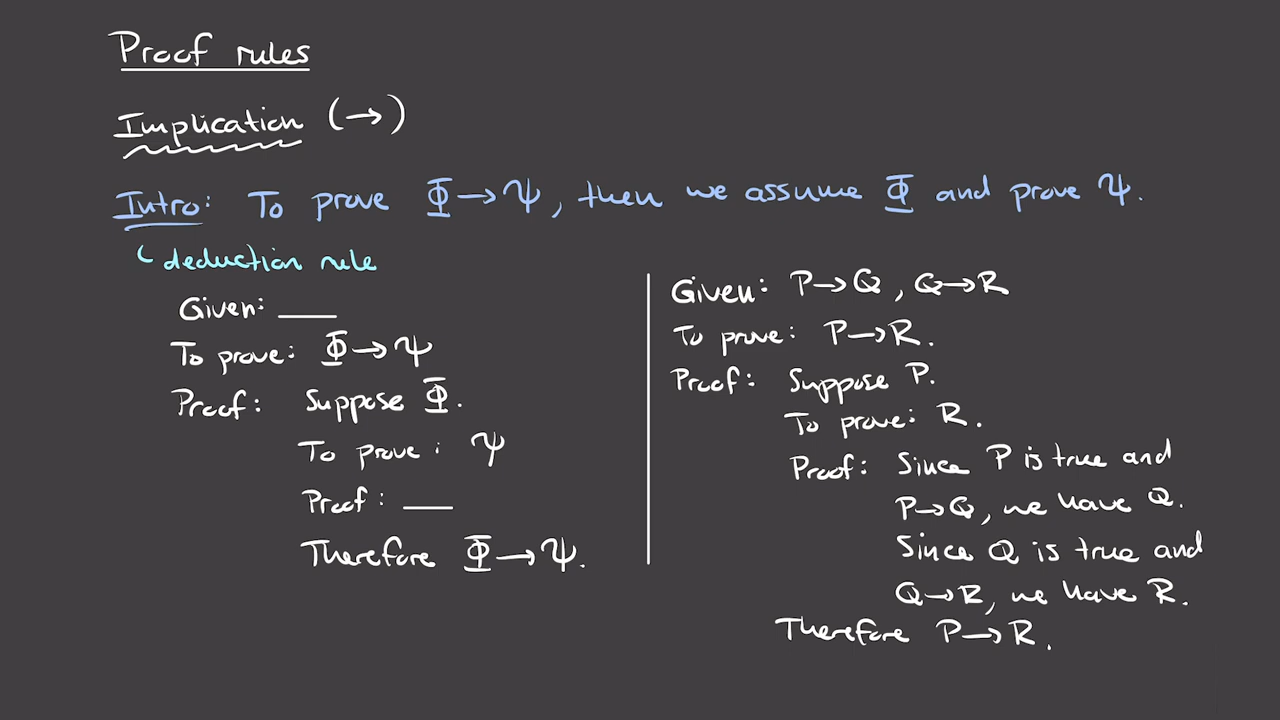 Proof rules
Implication (→)
Intro: To prove Φ→Ψ, then we assume Φ and prove Ψ.
deduction rule
Given: ____
To prove: Φ→Ψ
Proof: Suppose Φ.
To prove: Ψ
Proof: ____
Therefore Φ→Ψ.
Given: P→Q, Q→R
To prove: P→R.
Proof: Suppose P.
To prove: R.
Proof: Since P is true and
P→Q, we have Q.
Since Q is true and
Q→R, we have R.
Therefore P→R.